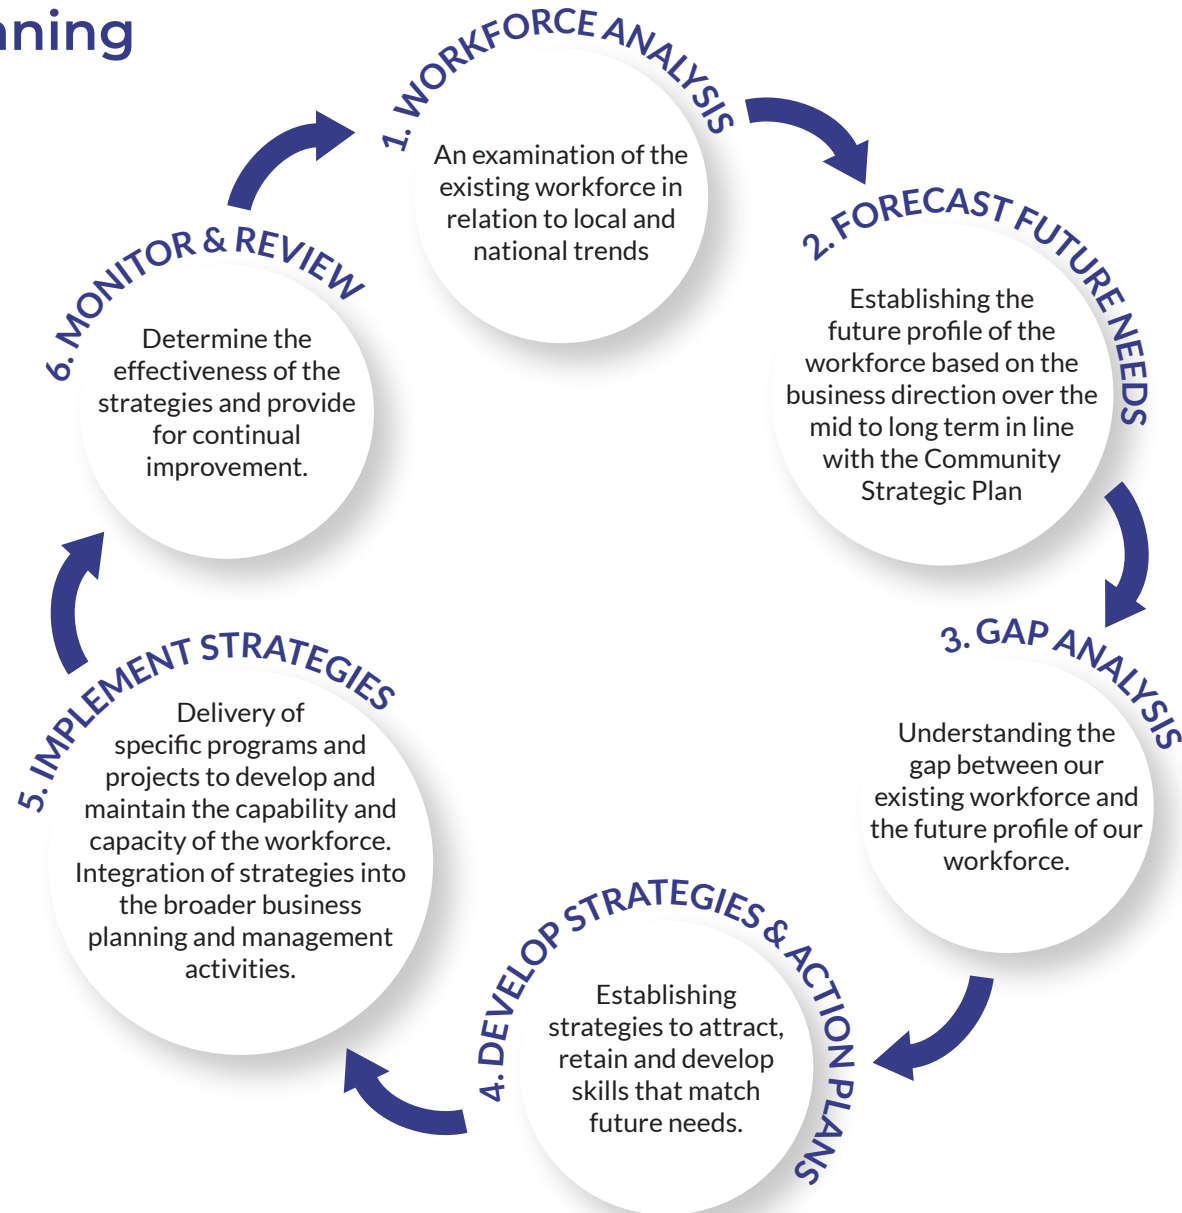 nning
1. WORKFORCE ANALYSIS
An examination of the
existing workforce in
relation to local and
national trends
2. FORECAST FUTURE NEEDS
Establishing the
future profile of the
workforce based on the
business direction over the
mid to long term in line
with the Community
Strategic Plan
3. GAP ANALYSIS
Understanding the
gap between our
existing workforce and
the future profile of our
workforce.
4. DEVELOP STRATEGIES & ACTION PLANS
Establishing
strategies to attract,
retain and develop
skills that match
future needs.
5. IMPLEMENT STRATEGIES
Delivery of
specific programs and
projects to develop and
maintain the capability and
capacity of the workforce.
Integration of strategies into
the broader business
planning and management
activities.
6. MONITOR & REVIEW
Determine the
effectiveness of the
strategies and provide
for continual
improvement.